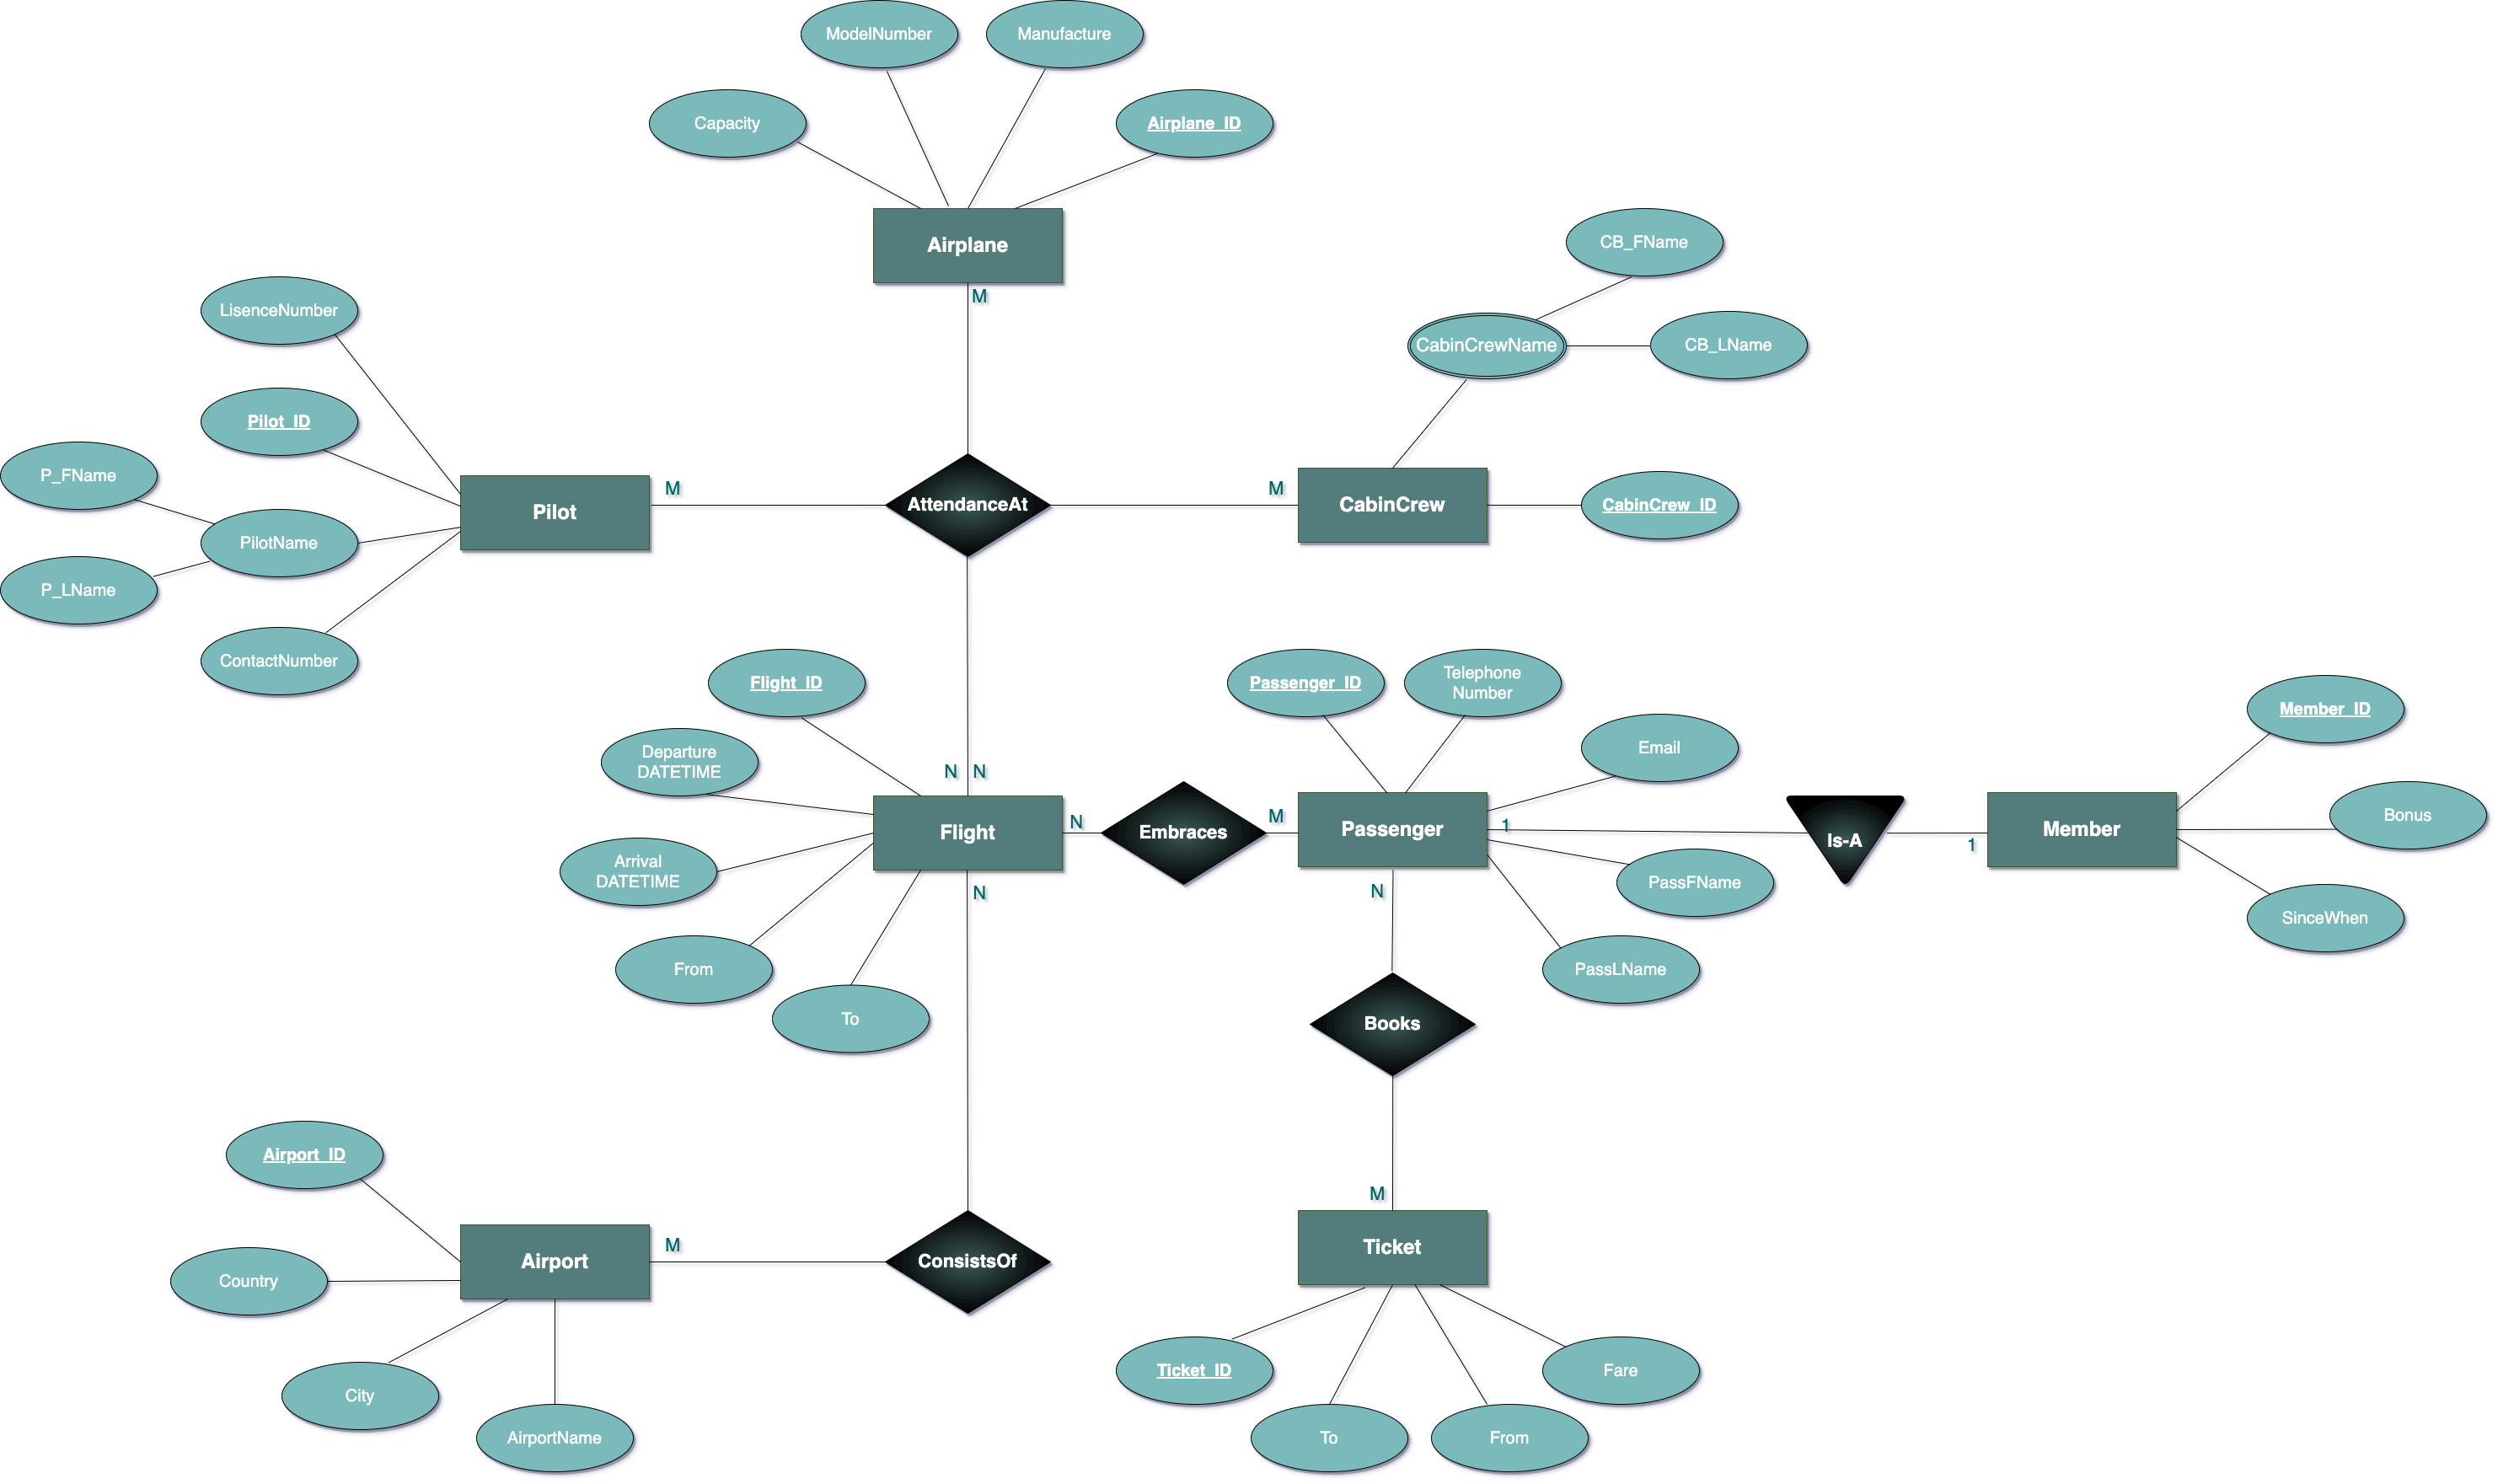 ModelNumber
Manufacture
Capacity
Airplane_ID
Airplane
M
CB_FName
LisenceNumber
CabinCrewName
CB_LName
Pilot_ID
P_FName
M
M
Pilot
AttendanceAt
CabinCrew
CabinCrew_ID
PilotName
P_LName
ContactNumber
Flight_ID
Passenger_ID
Telephone
Number
Member_ID
Departure
DATETIME
Email
N
N
Flight
N
Embraces
M
Passenger
1
Is-A
1
Member
Bonus
Arrival
DATETIME
N
N
PassFName
SinceWhen
From
PassLName
To
Books
Airport_ID
M
M
Airport
ConsistsOf
Ticket
Country
City
AirportName
Ticket_ID
Fare
To
From